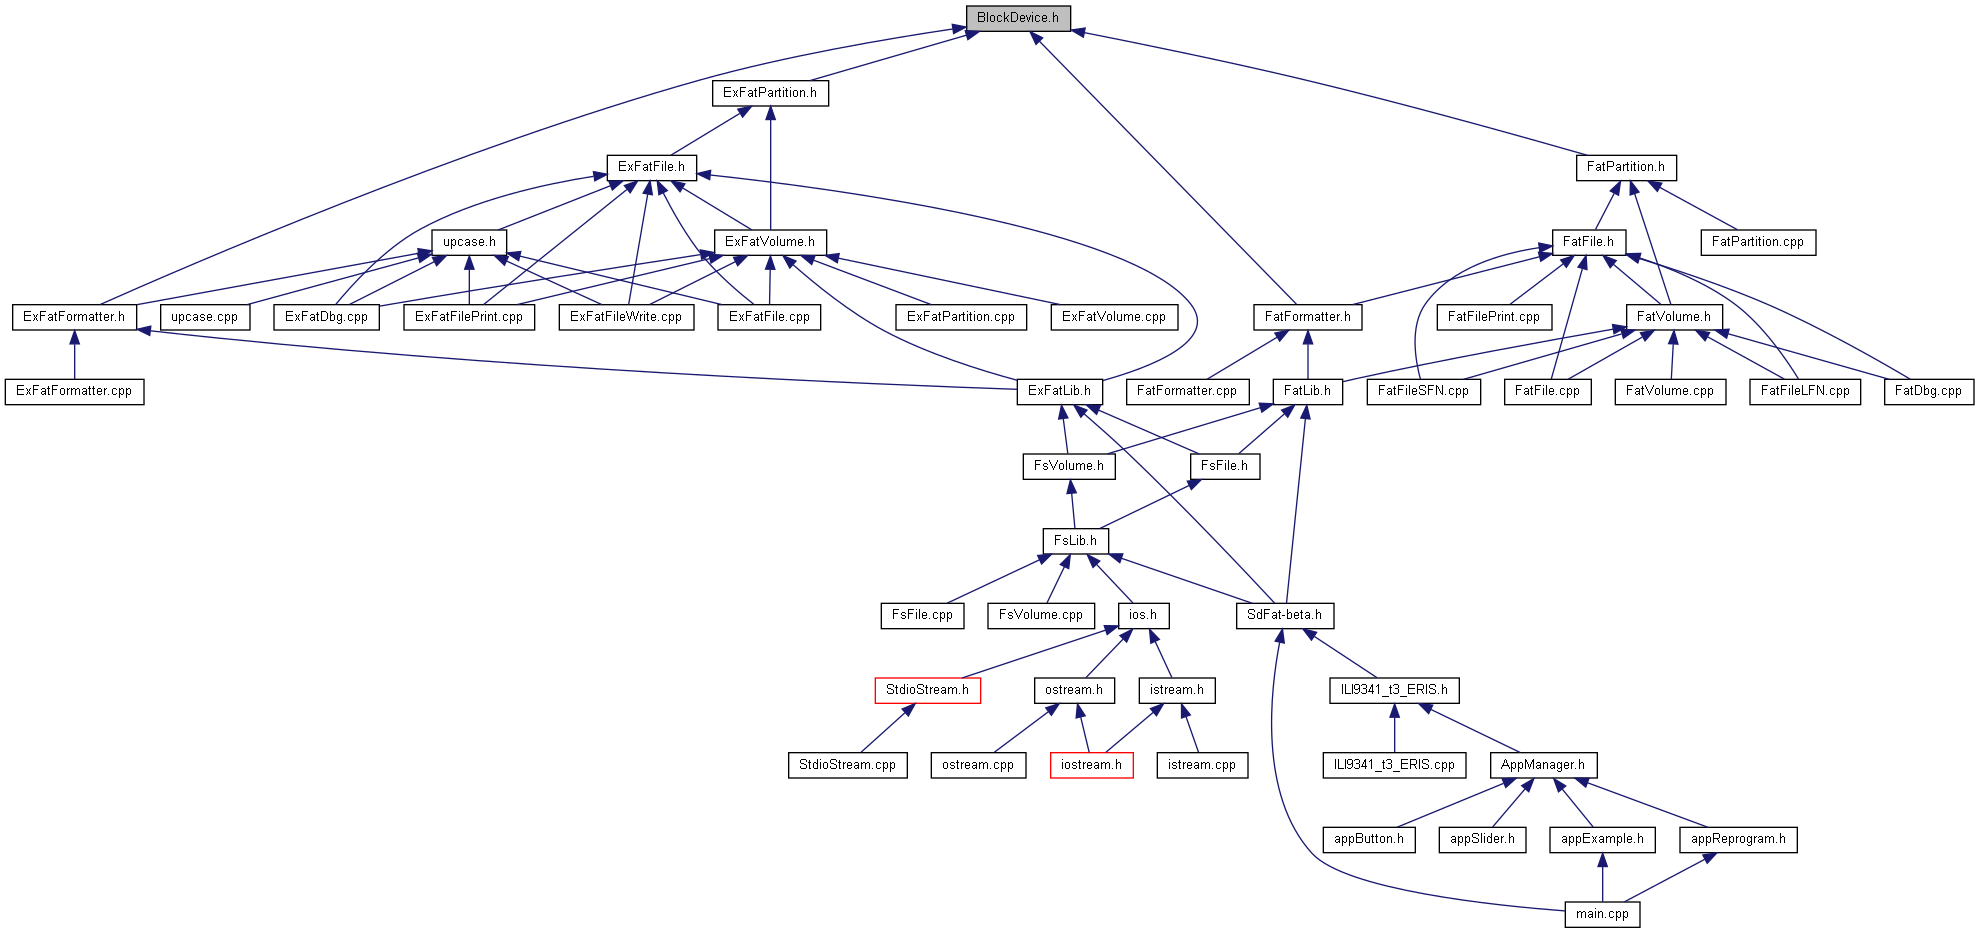 BlockDevice.h
ExFatPartition.h
ExFatFile.h
FatPartition.h
upcase.h
ExFatVolume.h
FatFile.h
FatPartition.cpp
ExFatFormatter.h
upcase.cpp
ExFatDbg.cpp
ExFatFilePrint.cpp
ExFatFileWrite.cpp
ExFatFile.cpp
ExFatPartition.cpp
ExFatVolume.cpp
FatFormatter.h
FatFilePrint.cpp
FatVolume.h
ExFatFormatter.cpp
ExFatLib.h
FatFormatter.cpp
FatLib.h
FatFileSFN.cpp
FatFile.cpp
FatVolume.cpp
FatFileLFN.cpp
FatDbg.cpp
FsVolume.h
FsFile.h
FsLib.h
FsFile.cpp
FsVolume.cpp
ios.h
SdFat-beta.h
StdioStream.h
ostream.h
istream.h
ILI9341_t3_ERIS.h
StdioStream.cpp
ostream.cpp
iostream.h
istream.cpp
ILI9341_t3_ERIS.cpp
AppManager.h
appButton.h
appSlider.h
appExample.h
appReprogram.h
main.cpp